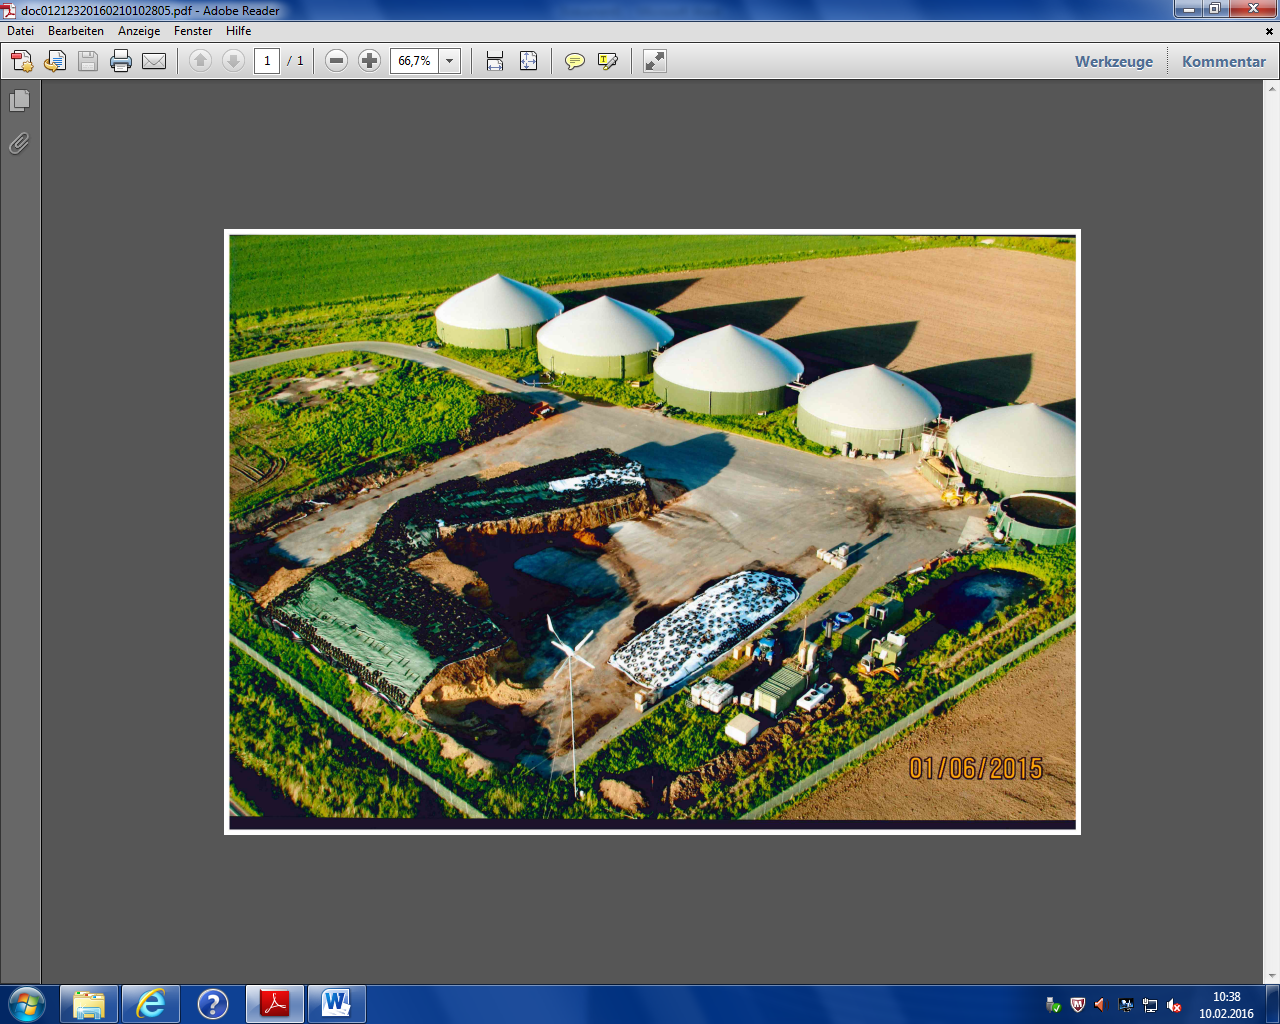 doc01212320160210102805.pdf - Adobe Reader
Datei Bearbeiten Anzeige Fenster Hilfe
1 / 1 66,7% Werkzeuge Kommentar
01/06/2015
10:38
10.02.2016